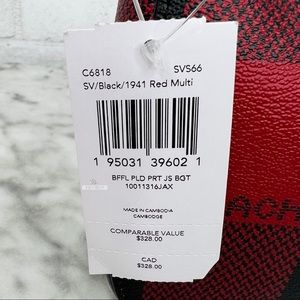 C6818 SVS66
SV/Black/1941 Red Multi
1 95031 39602 1
BFFL PLD PRT JS BGT
10011316JAX
MADE IN CAMBODIA
CAMBODGE
COMPARABLE VALUE
$328.00
CAD
$328.00
ACH